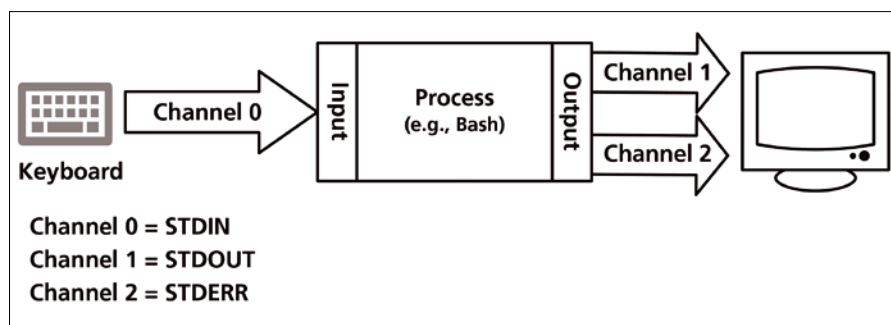 Keyboard
Channel 0
Input
Process
(e.g., Bash)
Output
Channel 1
Channel 2
Channel 0 = STDIN
Channel 1 = STDOUT
Channel 2 = STDERR